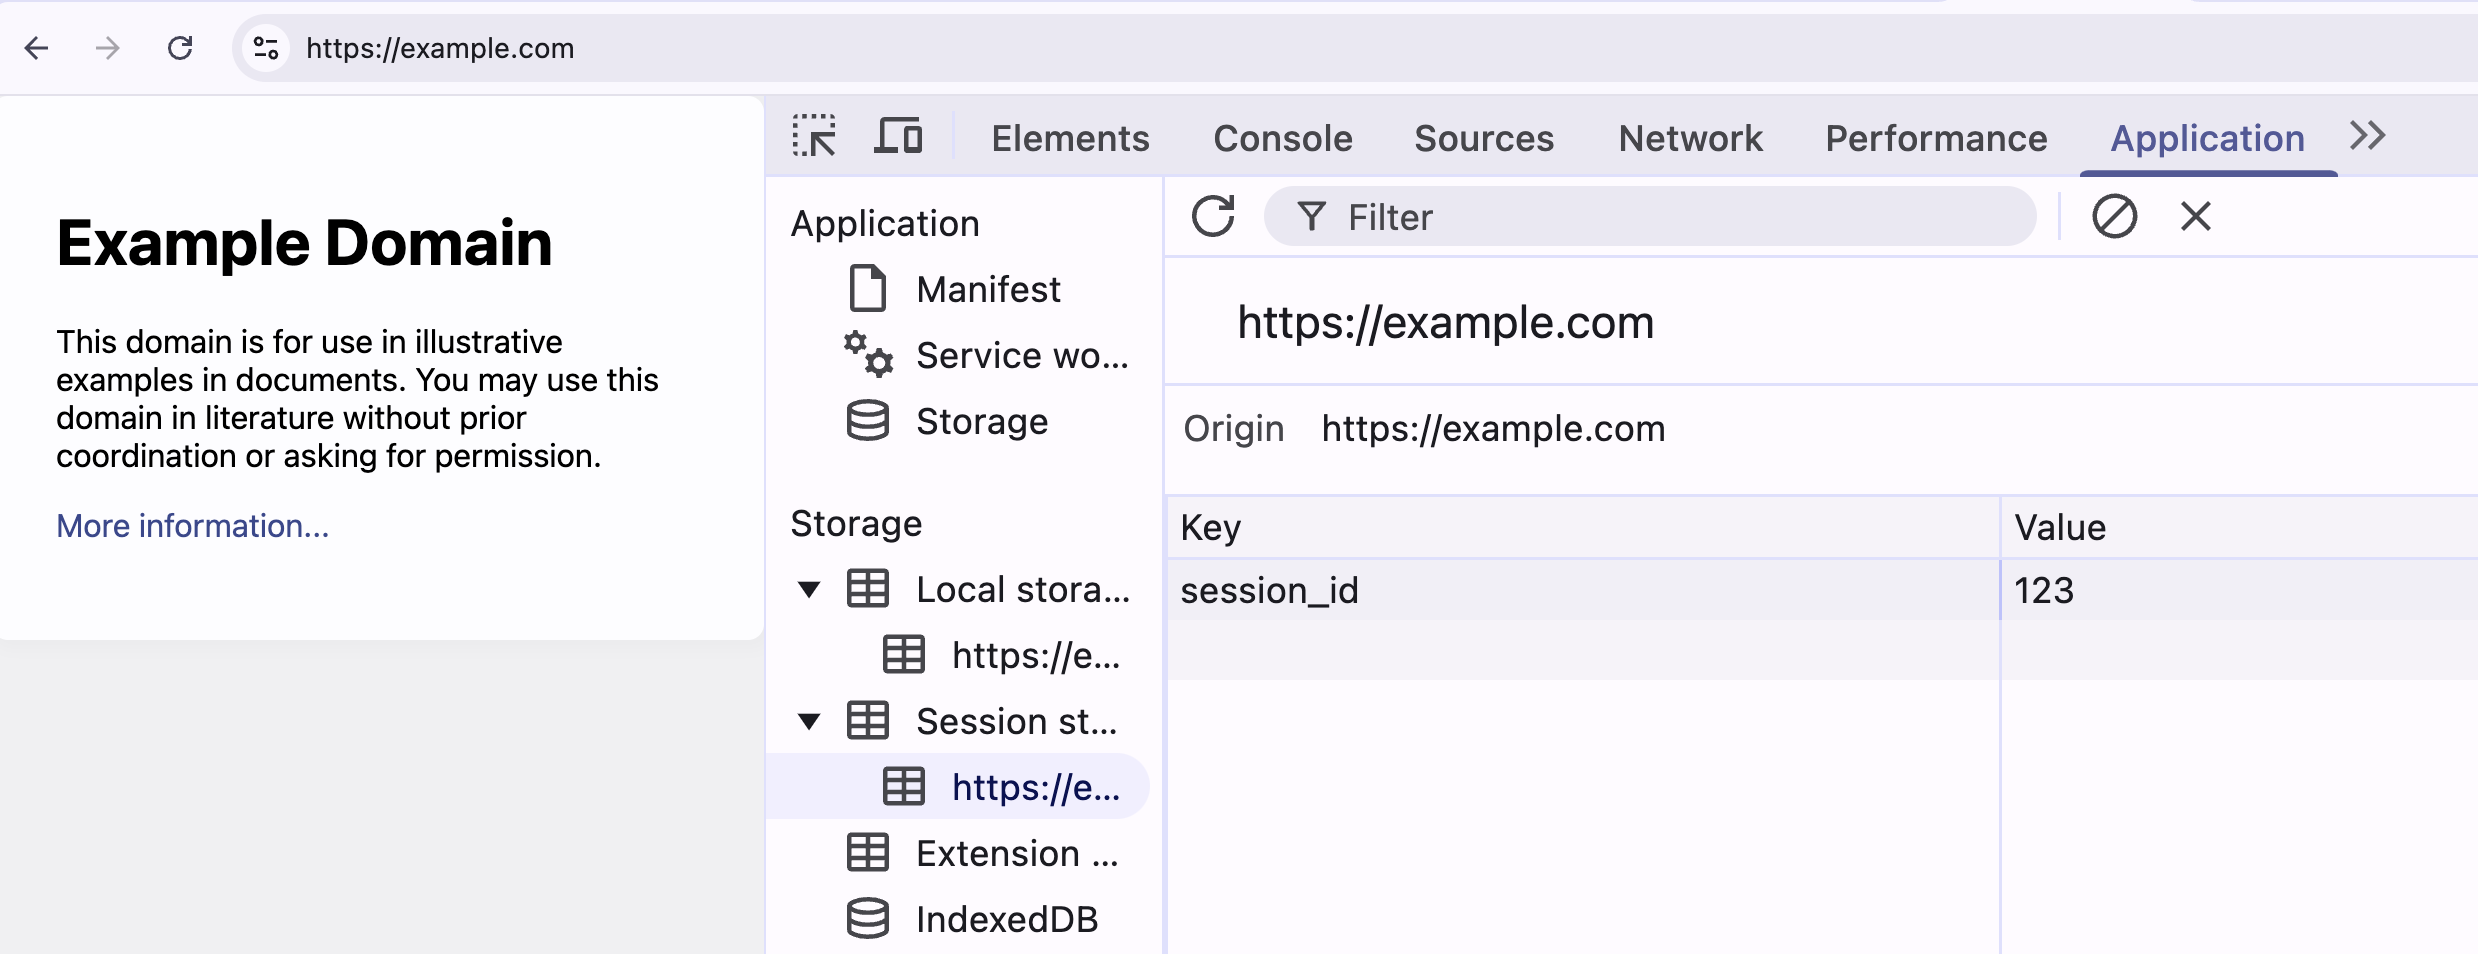 https://example.com
Elements Console Sources Network Performance Application
Example Domain
This domain is for use in illustrative
examples in documents. You may use this
domain in literature without prior
coordination or asking for permission.
More information...
Application
Manifest
Service wo...
Storage
Storage
Local stora...
https://e...
Session st...
https://e...
Extension ...
IndexedDB
Filter
https://example.com
Origin https://example.com
Key Value
session_id 123